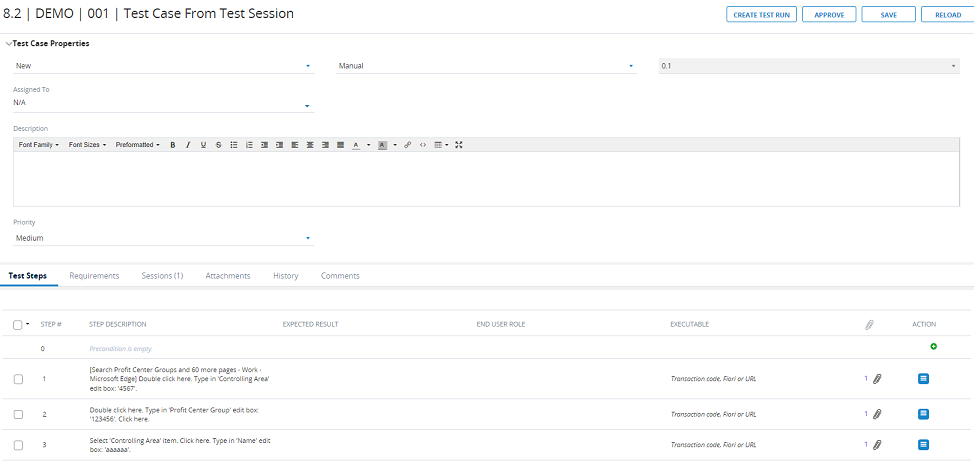 8.2 | DEMO | 001 | Test Case From Test Session
CREATE TEST RUN
APPROVE
SAVE
RELOAD
Test Case Properties
New
Manual
0.1
Assigned To
N/A
Description
Font Family
Font Sizes
Preformatted
B
I
U
S
A
A
Priority
Medium
Test Steps
Requirements
Sessions (1)
Attachments
History
Comments
STEP #
STEP DESCRIPTION
EXPECTED RESULT
END USER ROLE
EXECUTABLE
ACTION
0
Precondition is empty
1
[Search Profit Center Groups and 60 more pages - Work -
Microsoft Edge] Double click here. Type in 'Controlling Area'
edit box: '4567'.
Transaction code, Fiori or URL
1
2
Double click here. Type in 'Profit Center Group' edit box:
'123456'. Click here.
Transaction code, Fiori or URL
1
3
Select 'Controlling Area' item. Click here. Type in 'Name' edit
box: 'aaaaaa'.
Transaction code, Fiori or URL
1